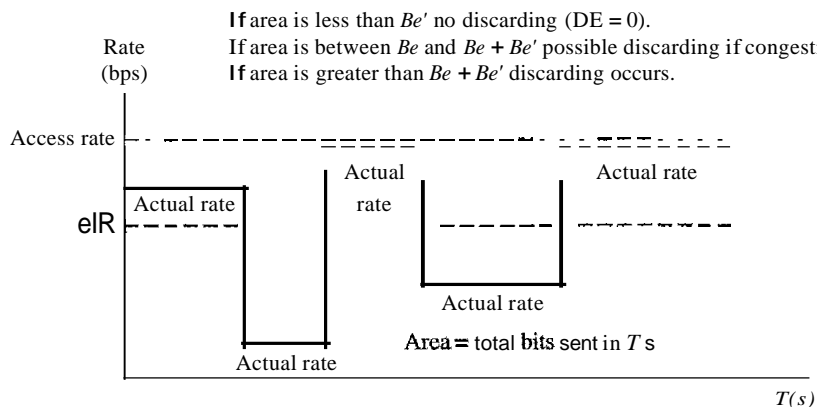 If area is less than Be' no discarding (DE = 0).
If area is between Be and Be + Be' possible discarding if congest
If area is greater than Be + Be' discarding occurs.
Rate
(bps)
Access rate
Actual rate
Actual
rate
Actual rate
eIR
Actual rate
Area = total bits sent in T s
Actual rate
T(s)